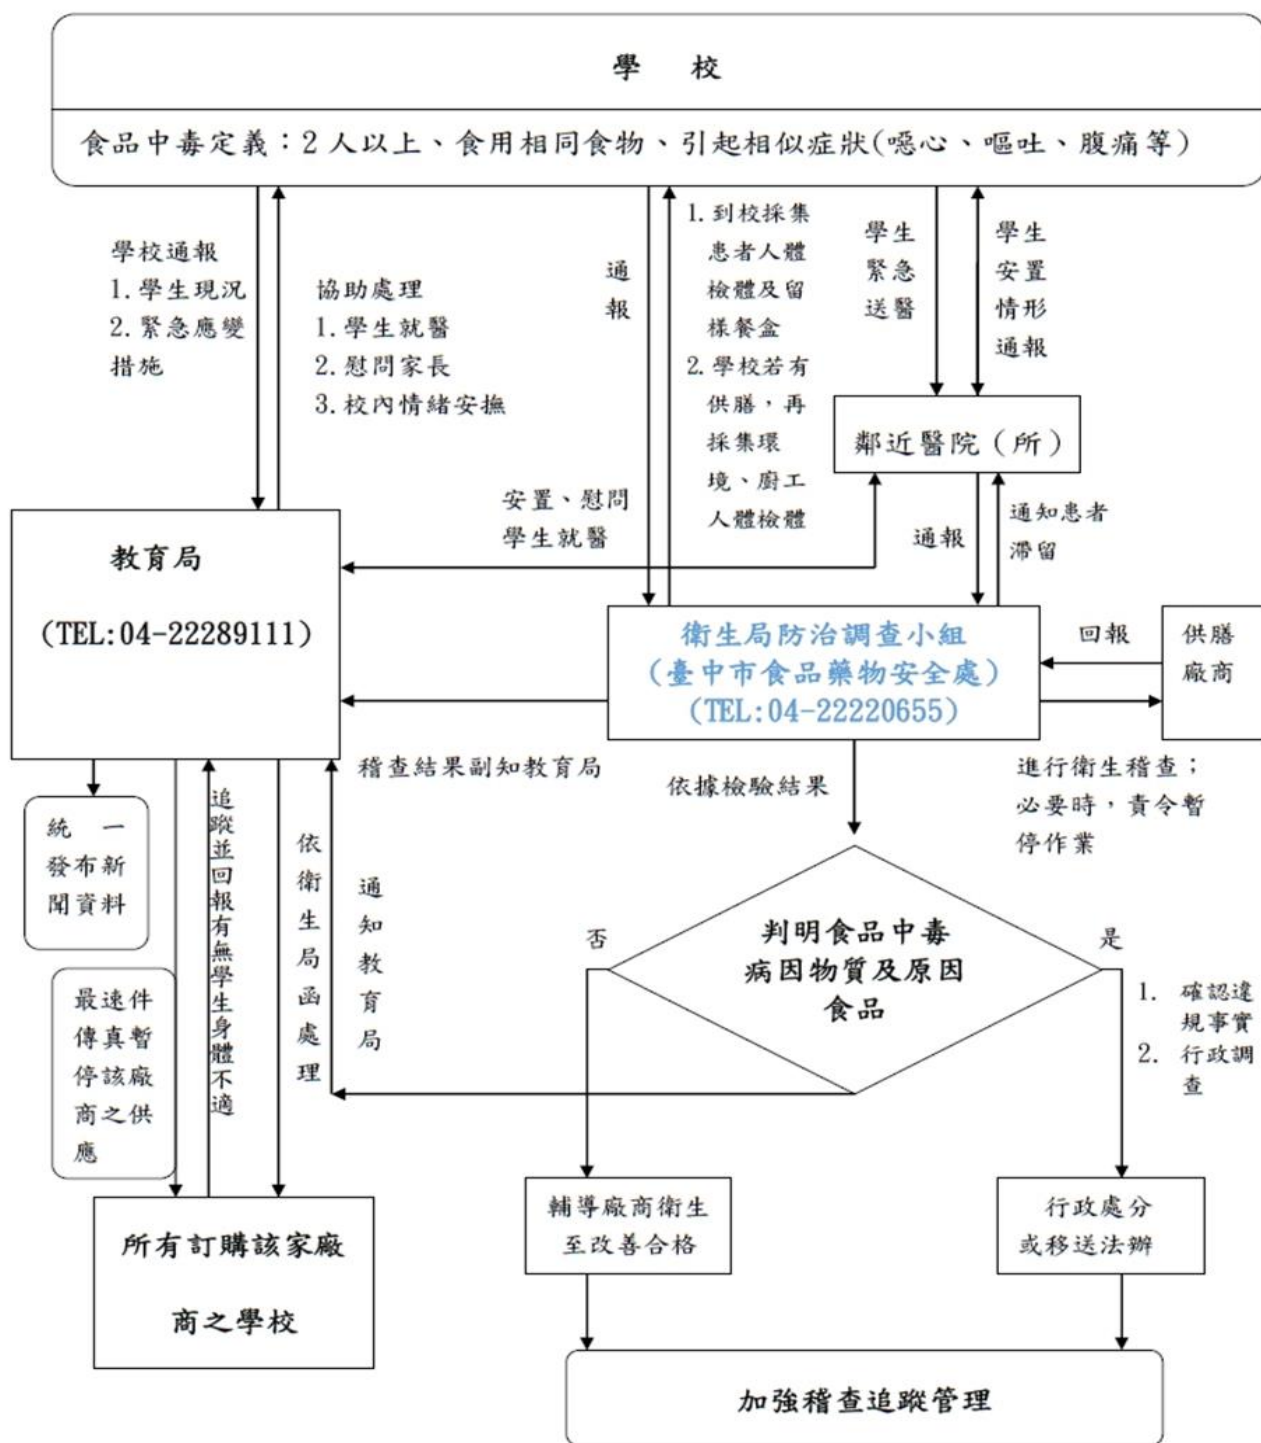 學 校
食品中毒定義：2人以上、食用相同食物、引起相似症狀(噁心、嘔吐、腹痛等)
學校通報
1.學生現況
2.緊急應變
措施
協助處理
1.學生就醫
2.慰問家長
3.校內情緒安撫
通報
1.到校採集
患者人體
檢體及留
樣餐盒
2.學校若有
供膳，再
採集環
境、廚工
人體檢體
學生
緊急
送醫
學生
安置
情形
通報
鄰近醫院（所）
安置、慰問
學生就醫
通報
通知患者
滯留
教育局
(TEL:04-22289111)
衛生局防治調查小組
(臺中市食品藥物安全處)
(TEL:04-22220655)
回報
供膳
廠商
稽查結果副知教育局
依據檢驗結果
進行衛生稽查；
必要時，責令暫
停作業
統一
發布新
聞資料
追蹤並回報有無學生身體不適
依衛生局函處理
通知教育局
最速件
傳真暫
停該廠
商之供
應
否
判明食品中毒
病因物質及原因
食品
是
1. 確認違
規事實
2. 行政調
查
所有訂購該家廠
商之學校
輔導廠商衛生
至改善合格
行政處分
或移送法辦
加強稽查追蹤管理